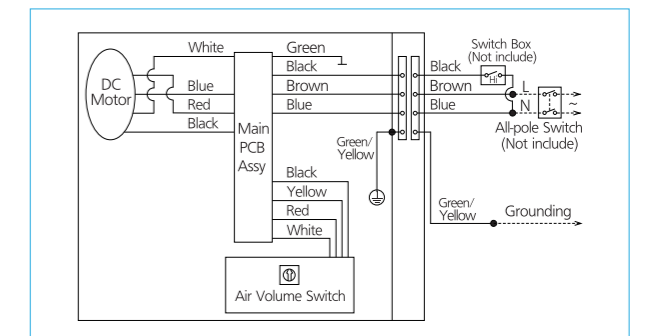 White
Green
Switch Box
(Not include)
Black
Black
Hi
DC
Motor
Blue
Brown
Brown
L
Red
Blue
Blue
N
~
Black
Main
PCB
Assy
Green/
Yellow
All-pole Switch
(Not include)
Black
Yellow
Red
White
Green/
Yellow
Grounding
Air Volume Switch